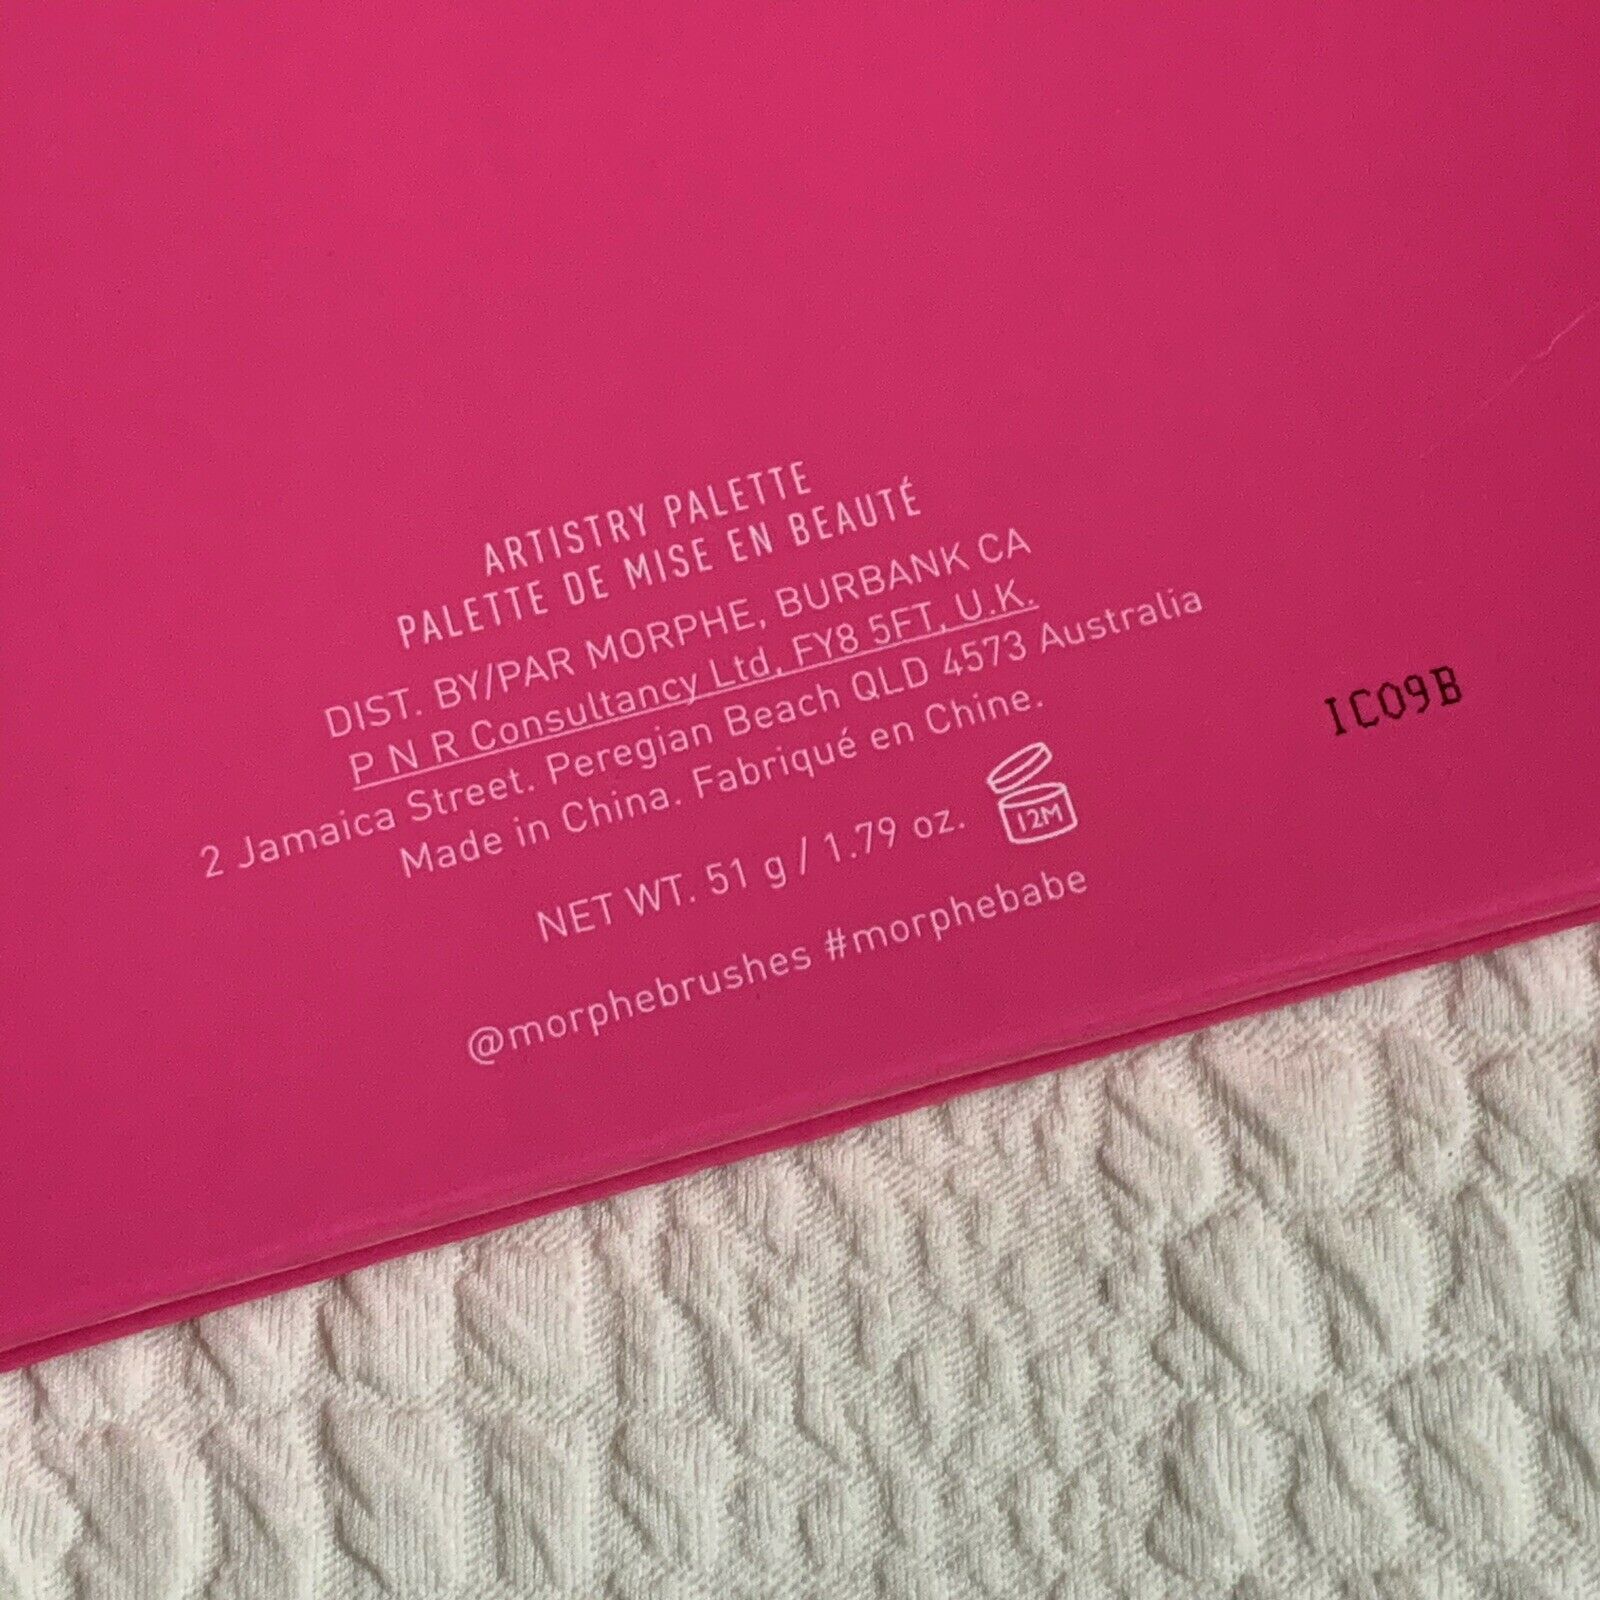 ARTISTRY PALETTE
PALETTE DE MISE EN BEAUTÉ
DIST. BY/PAR MORPHE, BURBANK CA
P N R Consultancy Ltd, FY8 5FT, U.K.
2 Jamaica Street. Peregian Beach QLD 4573 Australia
Made in China. Fabriqué en Chine.
NET WT. 51 g / 1.79 oz.
12M
@morphebrushes #morphebabe
IC09B